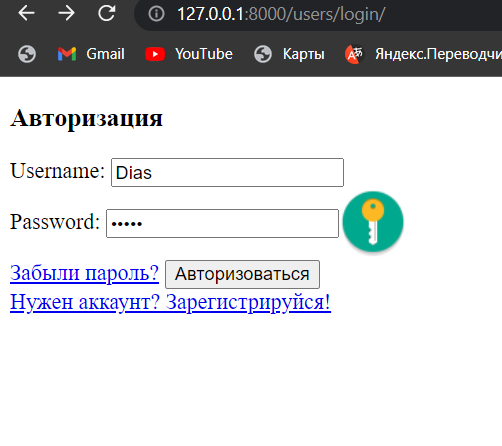 127.0.0.1:8000/users/login/
Gmail YouTube Карты Яндекс.Переводчи
Авторизация
Username: Dias
Password: •••••
Забыли пароль? Авторизоваться
Нужен аккаунт? Зарегистрируйся!